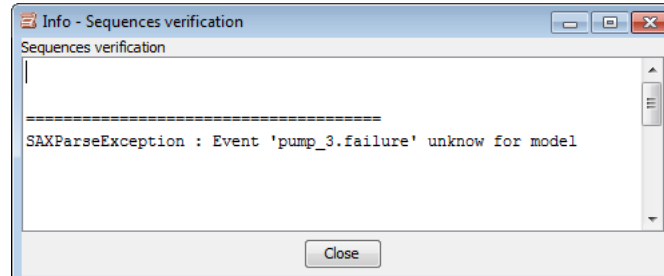 Info - Sequences verification
Sequences verification
======================================
SAXParseException : Event 'pump_3.failure' unknow for model
Close